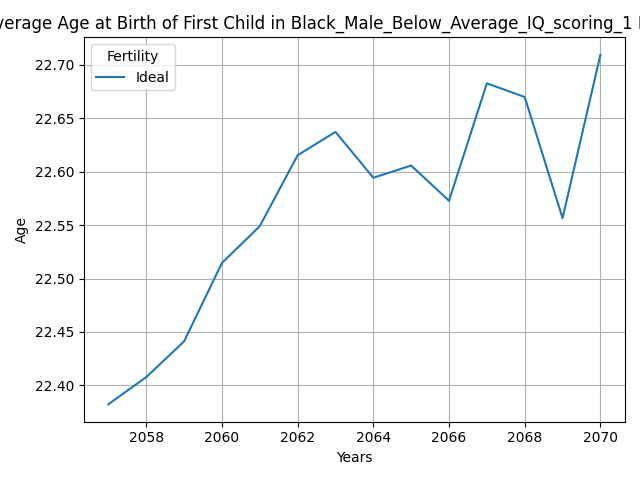 verage Age at Birth of First Child in Black_Male_Below_Average_IQ_scoring_1
Fertility
Ideal
22.70
22.65
22.60
22.55
22.50
22.45
22.40
Age
2058 2060 2062 2064 2066 2068 2070
Years